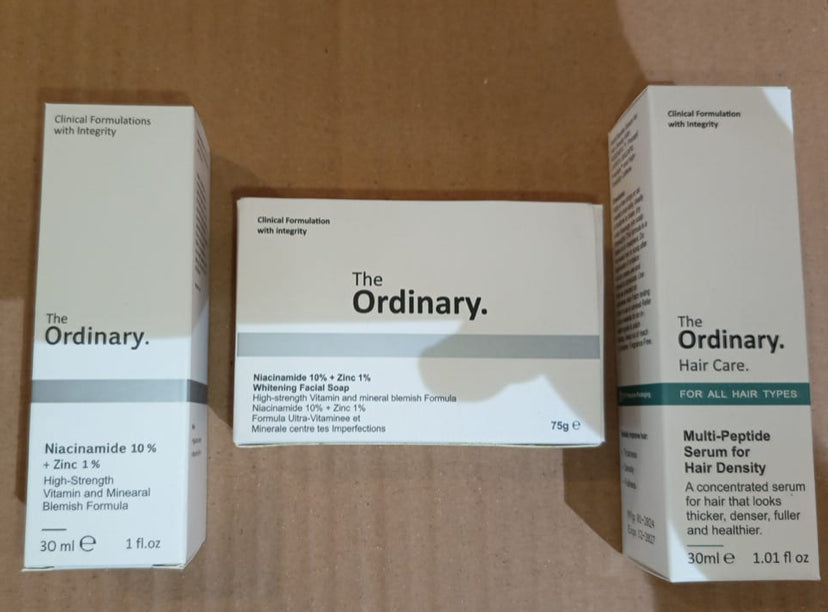 Clinical Formulations
with Integrity
The
Ordinary.
Niacinamide 10%
+ Zinc 1%
High-Strength
Vitamin and Minearal
Blemish Formula
30 ml e
1 fl.oz
Clinical Formulation
with integrity
The
Ordinary.
Niacinamide 10% + Zinc 1%
Whitening Facial Soap
High-strength Vitamin and mineral blemish Formula
Niacinamide 10% + Zinc 1%
Formula Ultra-Vitaminee et
Minerale centre tes Imperfections
75g e
Clinical Formulation
with Integrity
The
Ordinary.
Hair Care.
FOR ALL HAIR TYPES
Multi-Peptide
Serum for
Hair Density
A concentrated serum
for hair that looks
thicker, denser, fuller
and healthier.
30ml e
1.01 fl oz